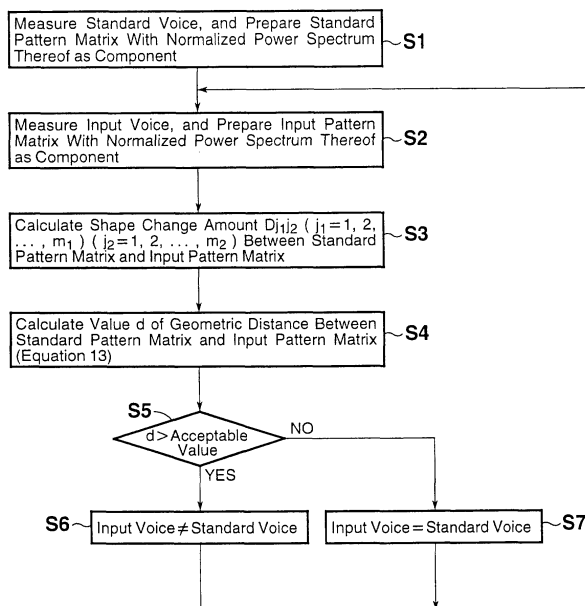 Measure Standard Voice, and Prepare Standard
Pattern Matrix With Normalized Power Spectrum
Thereof as Component
S1
Measure Input Voice, and Prepare Input Pattern
Matrix With Normalized Power Spectrum Thereof
as Component
S2
Calculate Shape Change Amount Dj₁j₂ ( j₁=1, 2,
..., m₁ ) ( j₂=1, 2, ..., m₂ ) Between Standard
Pattern Matrix and Input Pattern Matrix
S3
Calculate Value d of Geometric Distance Between
Standard Pattern Matrix and Input Pattern Matrix
(Equation 13)
S4
S5
d>Acceptable
Value
NO
YES
S6
Input Voice≠Standard Voice
Input Voice=Standard Voice
S7